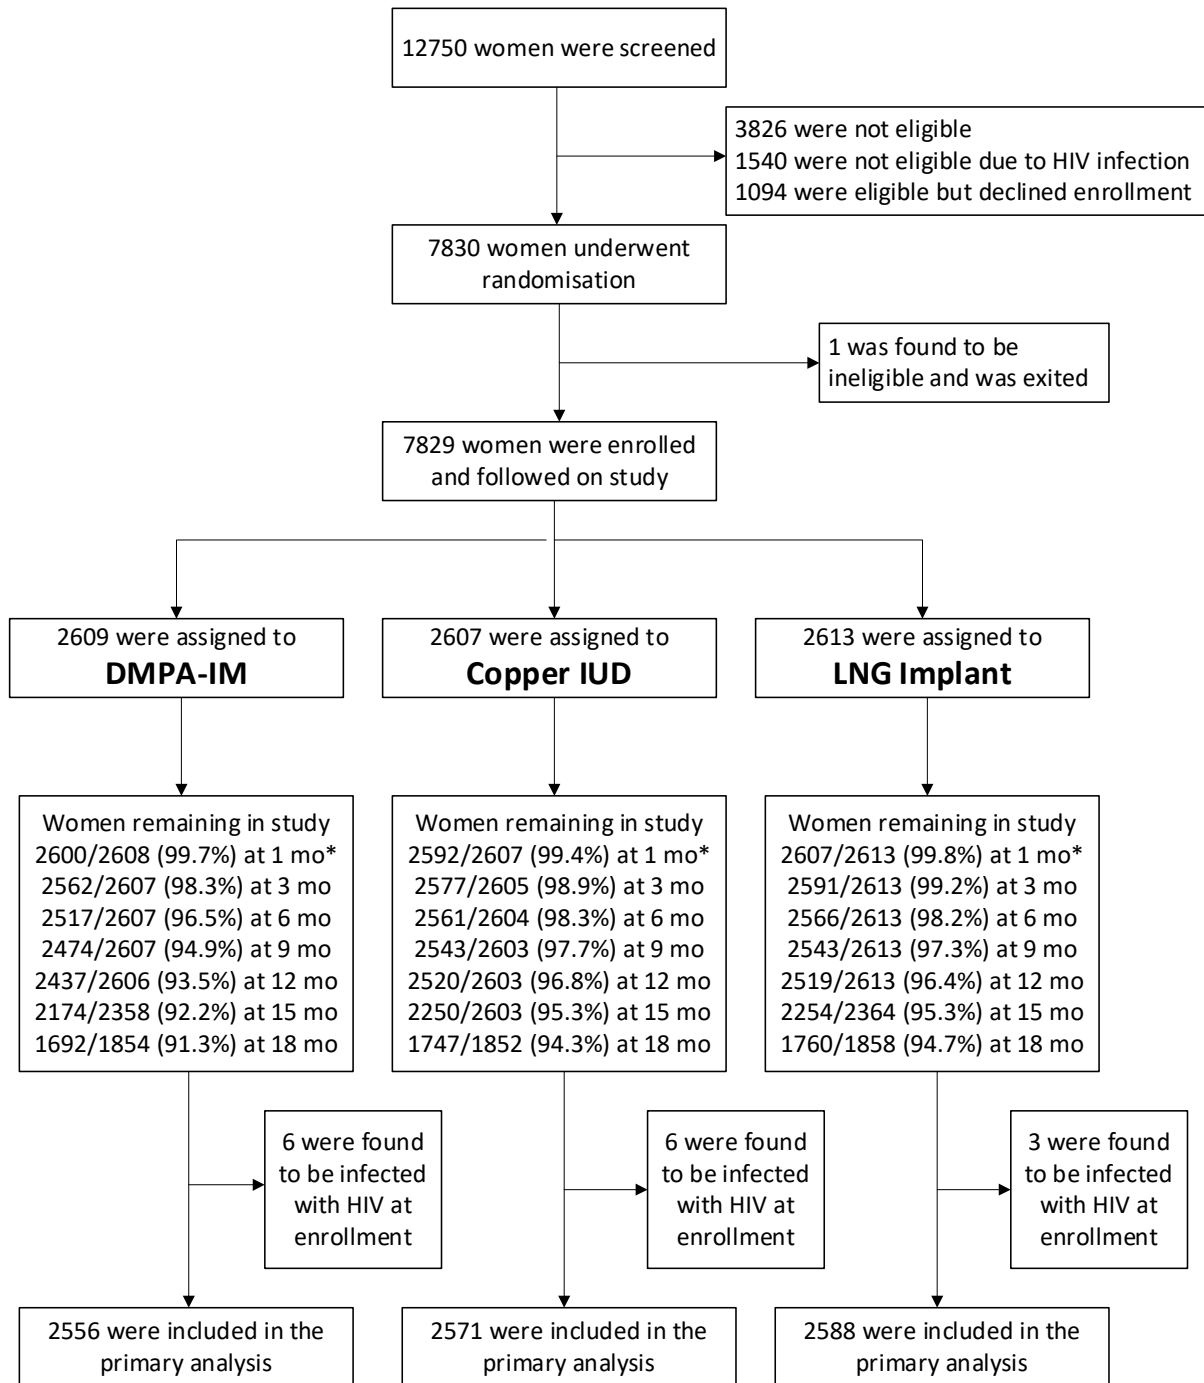 12750 women were screened
3826 were not eligible
1540 were not eligible due to HIV infection
1094 were eligible but declined enrollment
7830 women underwent
randomisation
1 was found to be
ineligible and was exited
7829 women were enrolled
and followed on study
2609 were assigned to
DMPA-IM
2607 were assigned to
Copper IUD
2613 were assigned to
LNG Implant
Women remaining in study
2600/2608 (99.7%) at 1 mo*
2562/2607 (98.3%) at 3 mo
2517/2607 (96.5%) at 6 mo
2474/2607 (94.9%) at 9 mo
2437/2606 (93.5%) at 12 mo
2174/2358 (92.2%) at 15 mo
1692/1854 (91.3%) at 18 mo
Women remaining in study
2592/2607 (99.4%) at 1 mo*
2577/2605 (98.9%) at 3 mo
2561/2604 (98.3%) at 6 mo
2543/2603 (97.7%) at 9 mo
2520/2603 (96.8%) at 12 mo
2250/2603 (95.3%) at 15 mo
1747/1852 (94.3%) at 18 mo
Women remaining in study
2607/2613 (99.8%) at 1 mo*
2591/2613 (99.2%) at 3 mo
2566/2613 (98.2%) at 6 mo
2543/2613 (97.3%) at 9 mo
2519/2613 (96.4%) at 12 mo
2254/2364 (95.3%) at 15 mo
1760/1858 (94.7%) at 18 mo
6 were found
to be infected
with HIV at
enrollment
6 were found
to be infected
with HIV at
enrollment
3 were found
to be infected
with HIV at
enrollment
2556 were included in the
primary analysis
2571 were included in the
primary analysis
2588 were included in the
primary analysis